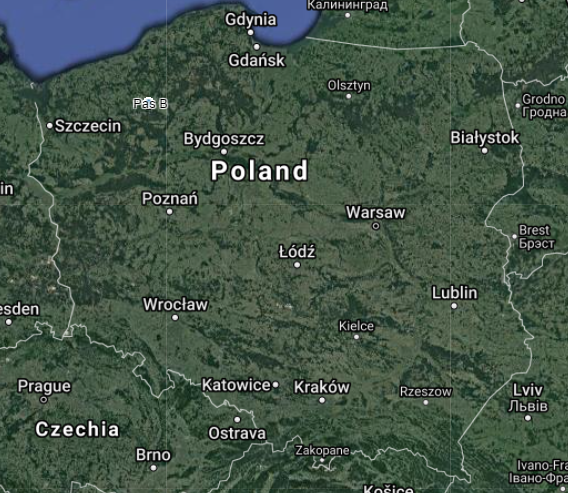 Калининград
Gdynia
Gdańsk
Olsztyn
Pas B
Grodno
Гродна
Szczecin
Bydgoszcz
Białystok
Poland
in
Poznań
Warsaw
Brest
Брэст
Łódź
Lublin
esden
Wrocław
Kielce
Prague
Katowice
Kraków
Rzeszow
Lviv
Львів
Czechia
Ostrava
Brno
Zakopane
Ivano-Fra
Івано-Фра
Košice